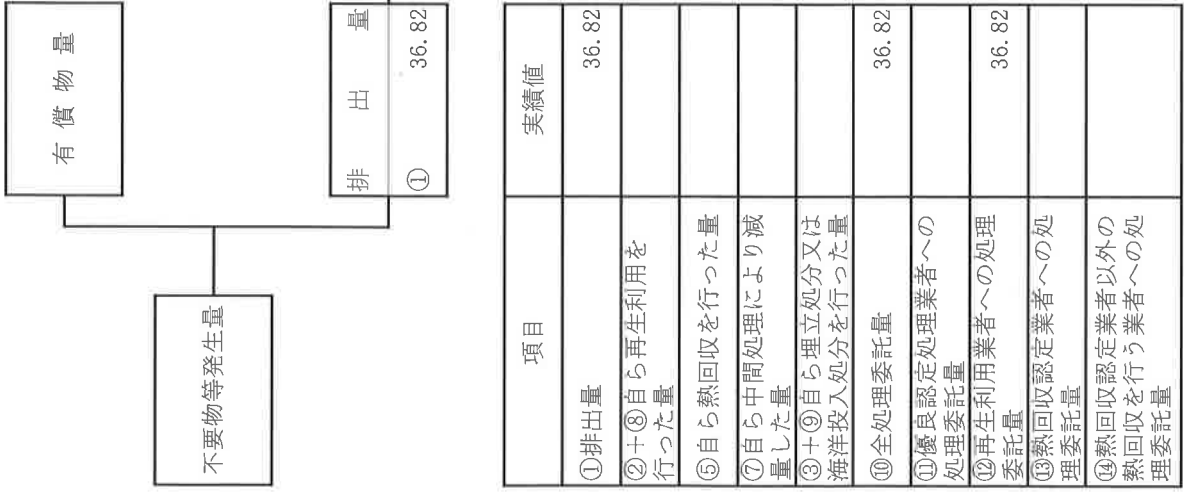 有償物量
不要物等発生量
排出量
① 36.82
項目 実績値
①排出量 36.82
②＋⑧自ら再生利用を
行った量
⑤自ら熱回収を行った量
⑦自ら中間処理により減
量した量
③＋⑨自ら埋立処分又は
海洋投入処分を行った量
⑩全処理委託量 36.82
⑪優良認定処理業者への
処理委託量
⑫再生利用業者への処理
委託量 36.82
⑬熱回収認定業者への処
理委託量
⑭熱回収認定業者以外の
熱回収を行う業者への処
理委託量